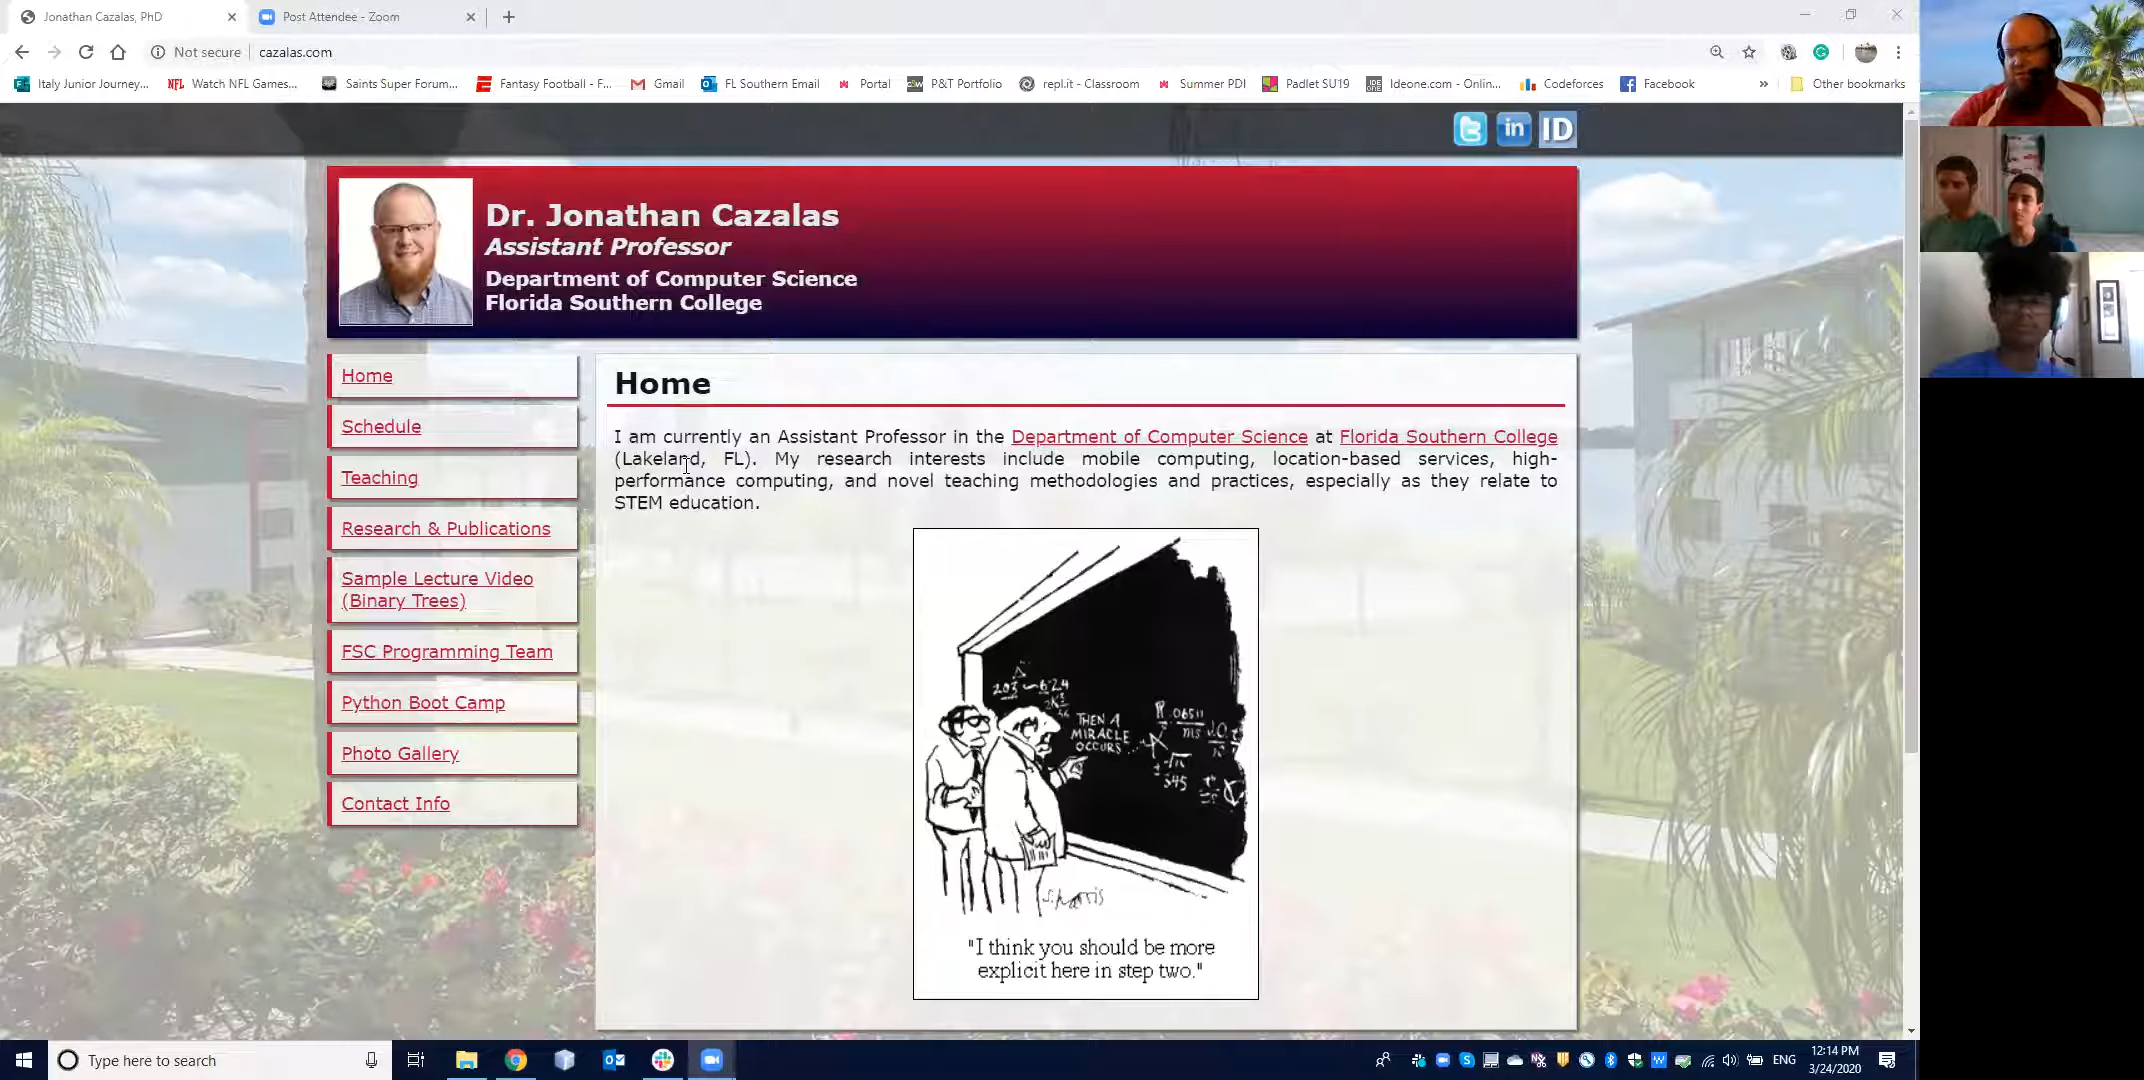 Jonathan Cazalas, PhD
Post Attendee - Zoom
Not secure
cazalas.com
Italy Junior Journey...
NFL
Watch NFL Games...
Saints Super Forum...
Fantasy Football - F...
Gmail
FL Southern Email
Portal
P&T Portfolio
repl.it - Classroom
Summer PDI
Padlet SU19
Ideone.com - Onlin...
Codeforces
Facebook
»
Other bookmarks
in
ID
Dr. Jonathan Cazalas
Assistant Professor
Department of Computer Science
Florida Southern College
Home
Schedule
Teaching
Research & Publications
Sample Lecture Video
(Binary Trees)
FSC Programming Team
Python Boot Camp
Photo Gallery
Contact Info
Home
I am currently an Assistant Professor in the Department of Computer Science at Florida Southern College
(Lakeland, FL). My research interests include mobile computing, location-based services, high-
performance computing, and novel teaching methodologies and practices, especially as they relate to
STEM education.
THEN A
MIRACLE
OCCURS
S.Harris
"I think you should be more
explicit here in step two."
Type here to search
ENG
12:14 PM
3/24/2020